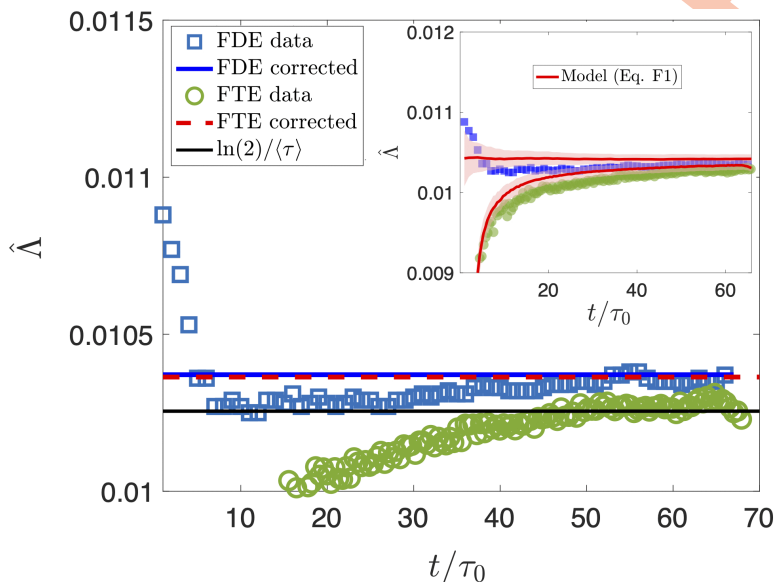 0.0115
FDE data
FDE corrected
FTE data
FTE corrected
ln(2)/⟨τ⟩
0.012
Model (Eq. F1)
0.011
Λ̂
0.01
0.009
20
40
60
t/τ₀
0.011
Λ̂
0.0105
0.01
10
20
30
40
50
60
70
t/τ₀